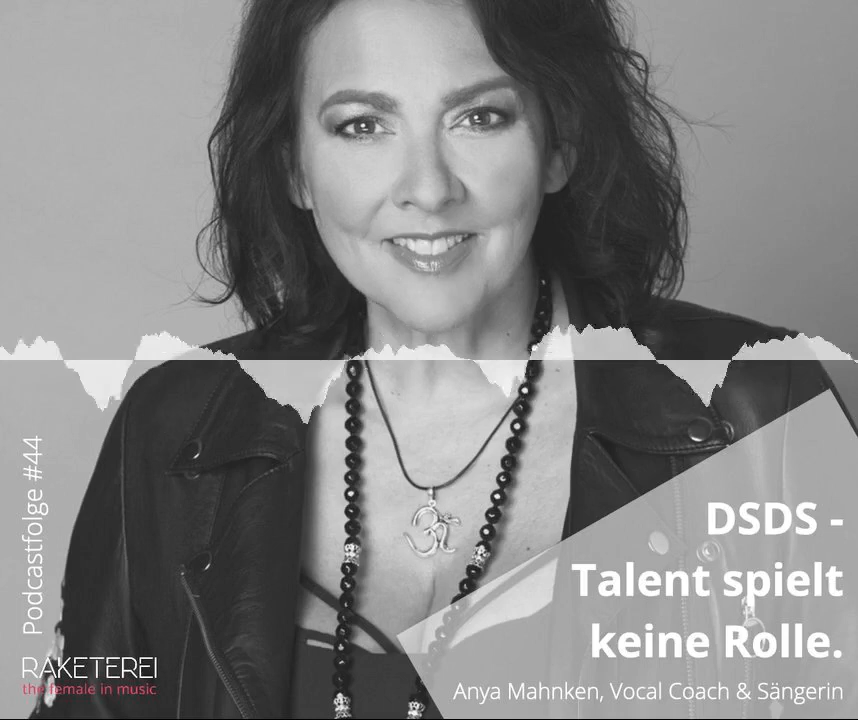 Podcastfolge #44
RAKETEREI
the female in music
DSDS -
Talent spielt
keine Rolle.
Anya Mahnken, Vocal Coach & Sängerin